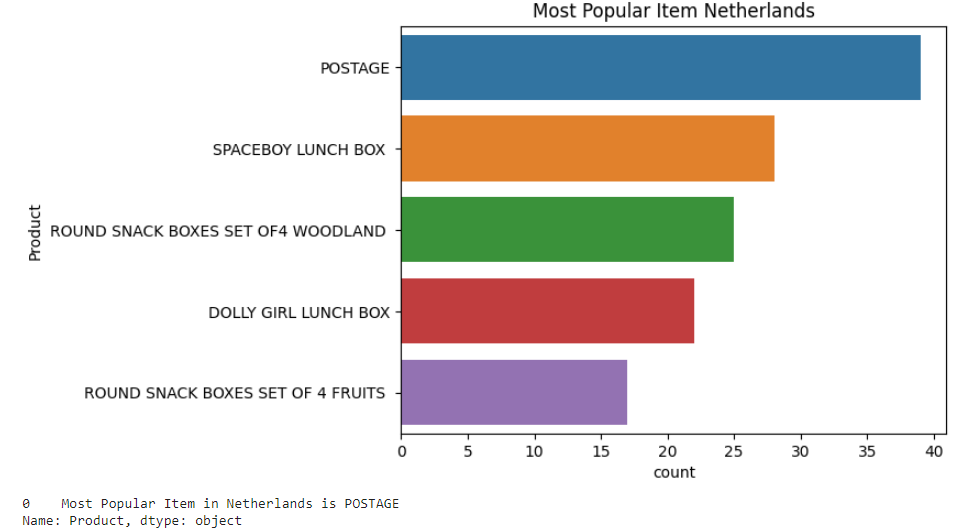 Most Popular Item Netherlands
POSTAGE
SPACEBOY LUNCH BOX
ROUND SNACK BOXES SET OF4 WOODLAND
DOLLY GIRL LUNCH BOX
ROUND SNACK BOXES SET OF 4 FRUITS
Product
0 5 10 15 20 25 30 35 40
count
0    Most Popular Item in Netherlands is POSTAGE
Name: Product, dtype: object